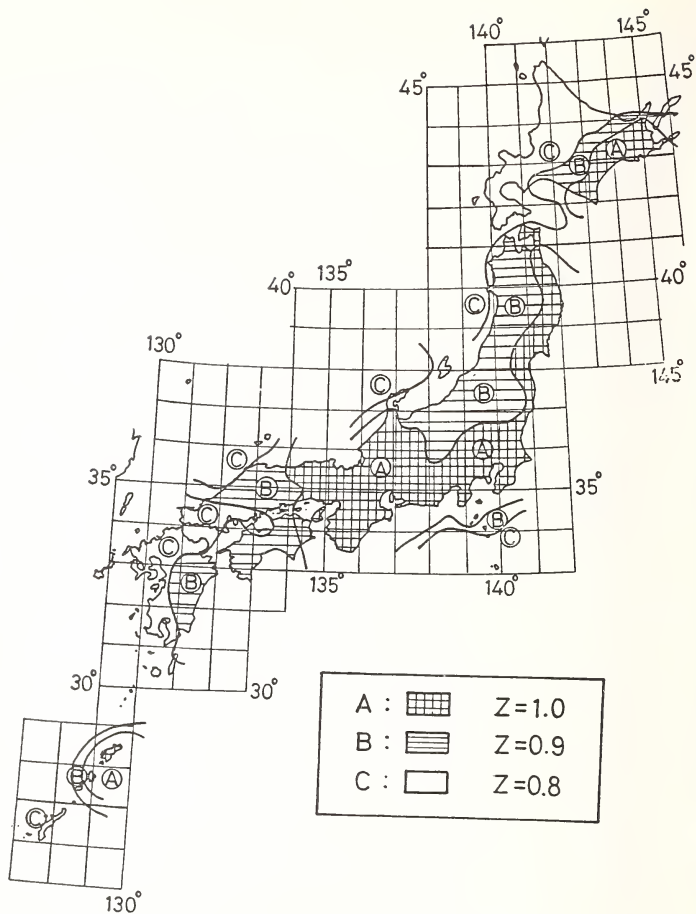 140° 145°
45° 45°
C
B
A
40° 135° 40°
C B
130° 145°
C
B
C A A
35° B 35°
C B
C C
B
135° 140°
30° 30°
A : Z=1.0
B : Z=0.9
C : Z=0.8
B A
C
130°